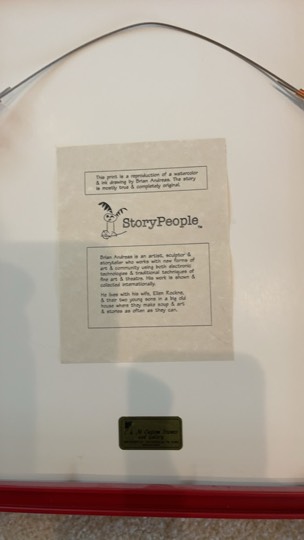 This print is a reproduction of a watercolor
& ink drawing by Brian Andreas. The story
is mostly true & completely original.
StoryPeople™
Brian Andreas is an artist, sculptor &
storyteller who works with new forms of
art & community using both electronic
technologies & traditional techniques of
fine art & theatre. His work is shown &
collected internationally.
He lives with his wife, Ellen Rockne,
& their two young sons in a big old
house where they make soup & art
& stories as often as they can.